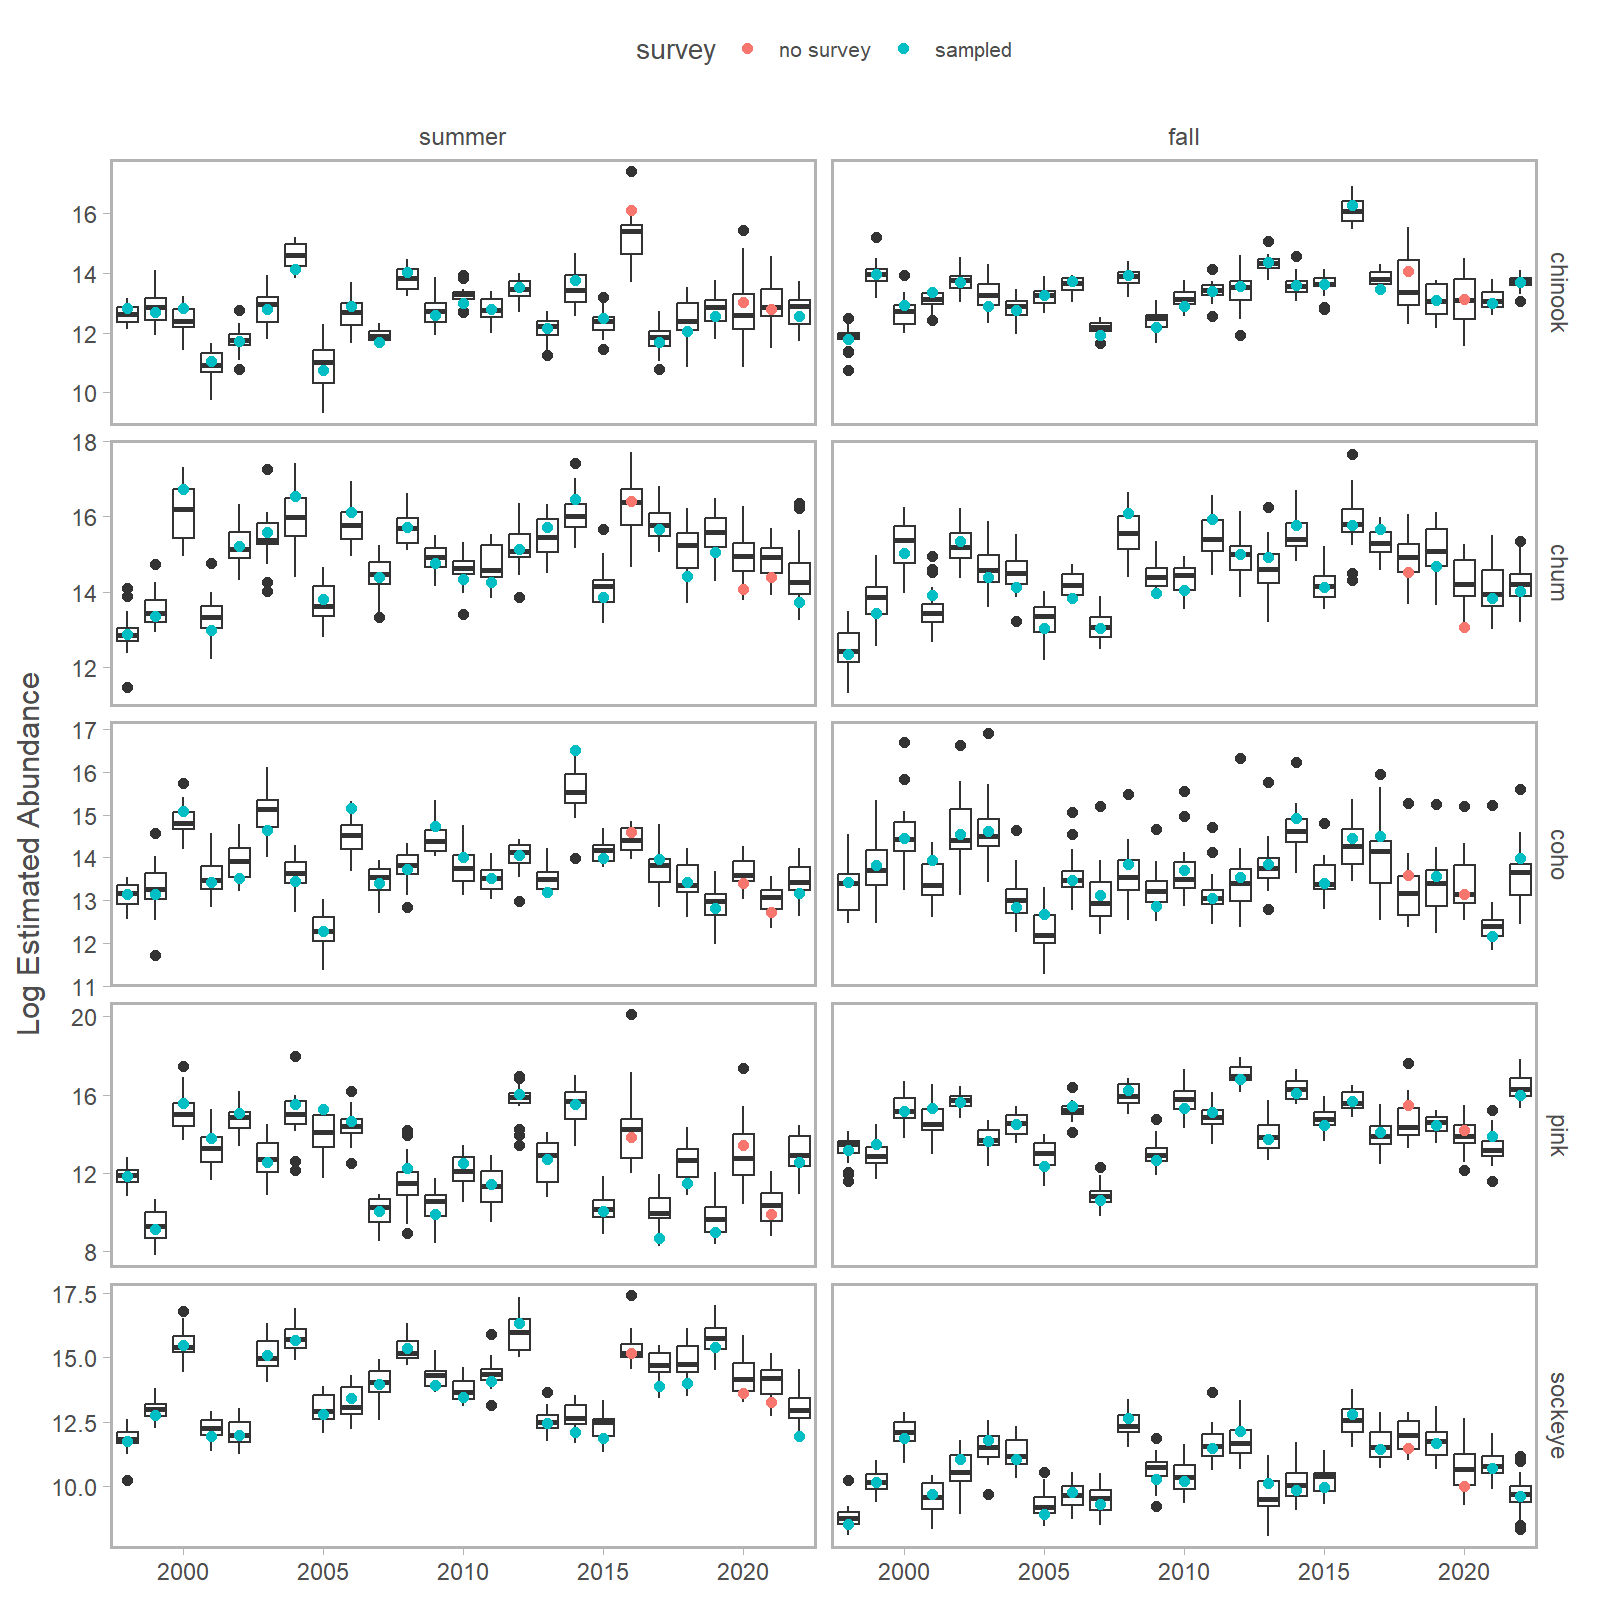 survey no survey sampled
summer fall
Log Estimated Abundance
16
14
12
10
chinook
18
16
14
12
chum
17
16
15
14
13
12
11
coho
20
16
12
8
pink
17.5
15.0
12.5
10.0
sockeye
2000 2005 2010 2015 2020 2000 2005 2010 2015 2020